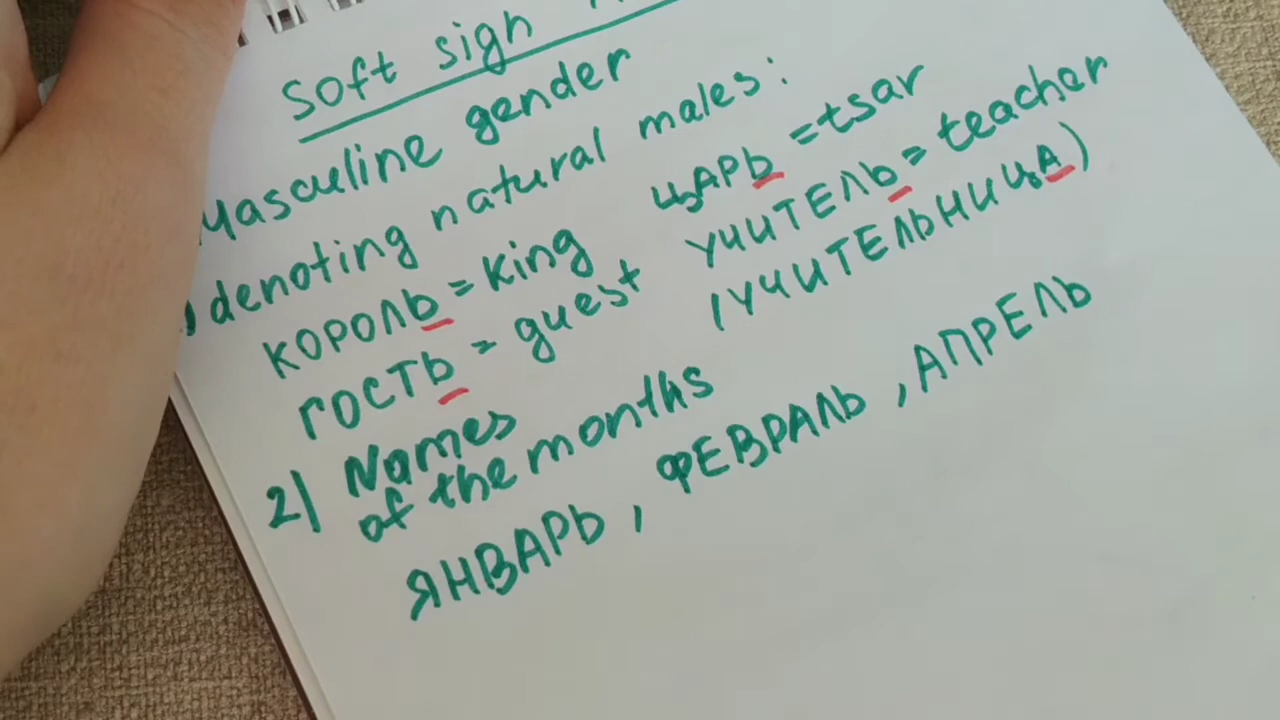 Soft sign
Masculine gender
denoting natural males:
КОРОЛЬ = King
ЦАРЬ = tsar
ГОСТЬ = guest
УЧИТЕЛЬ = teacher
(УЧИТЕЛЬНИЦА)
2) Names
of the months
ЯНВАРЬ, ФЕВРАЛЬ, АПРЕЛЬ